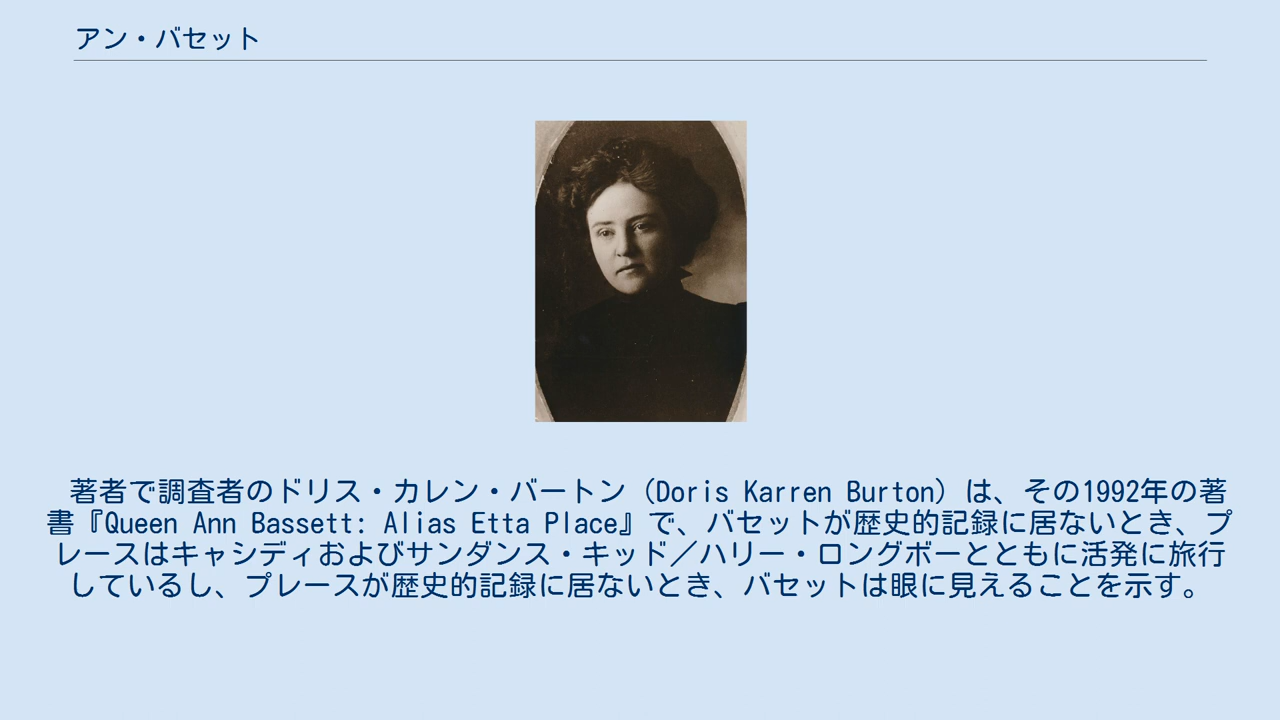 アン・バセット
著者で調査者のドリス・カレン・バートン（Doris Karren Burton）は、その1992年の著
書『Queen Ann Bassett: Alias Etta Place』で、バセットが歴史的記録に居ないとき、プ
レースはキャシディおよびサンダンス・キッド／ハリー・ロングボーとともに活発に旅行
しているし、プレースが歴史的記録に居ないとき、バセットは眼に見えることを示す。